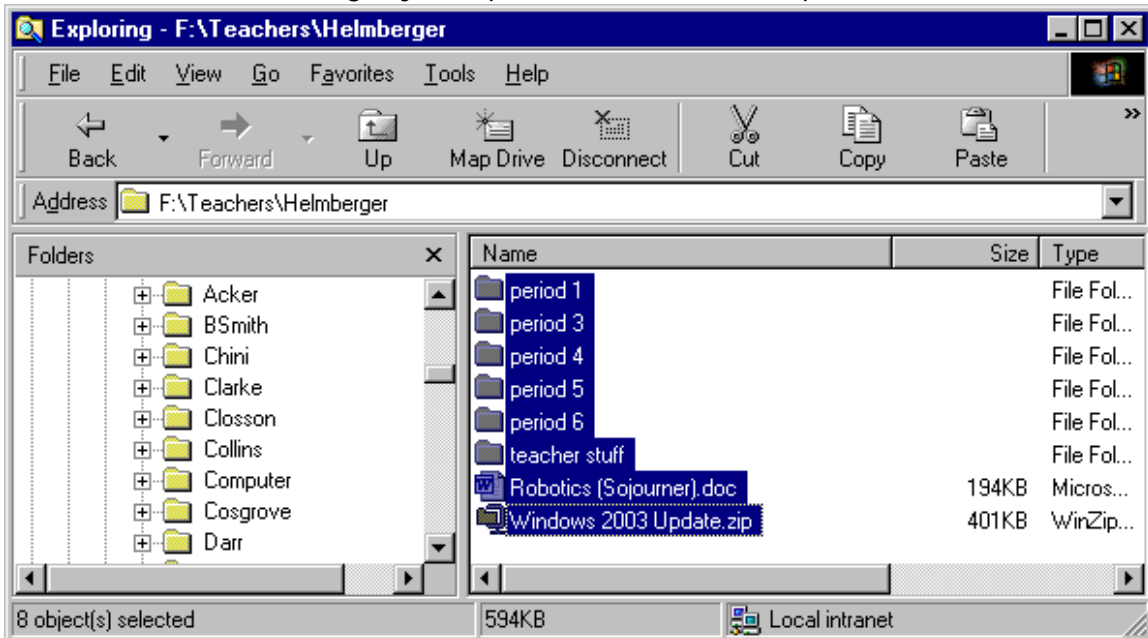 Exploring - F:\Teachers\Helmberger
File Edit View Go Favorites Tools Help
Back Forward Up Map Drive Disconnect Cut Copy Paste »
Address F:\Teachers\Helmberger
Folders Name Size Type
Acker period 1 File Fol...
BSmith period 3 File Fol...
Chini period 4 File Fol...
Clarke period 5 File Fol...
Closson period 6 File Fol...
Collins teacher stuff File Fol...
Computer Robotics (Sojourner).doc 194KB Micros...
Cosgrove Windows 2003 Update.zip 401KB WinZip...
Darr
8 object(s) selected 594KB Local intranet